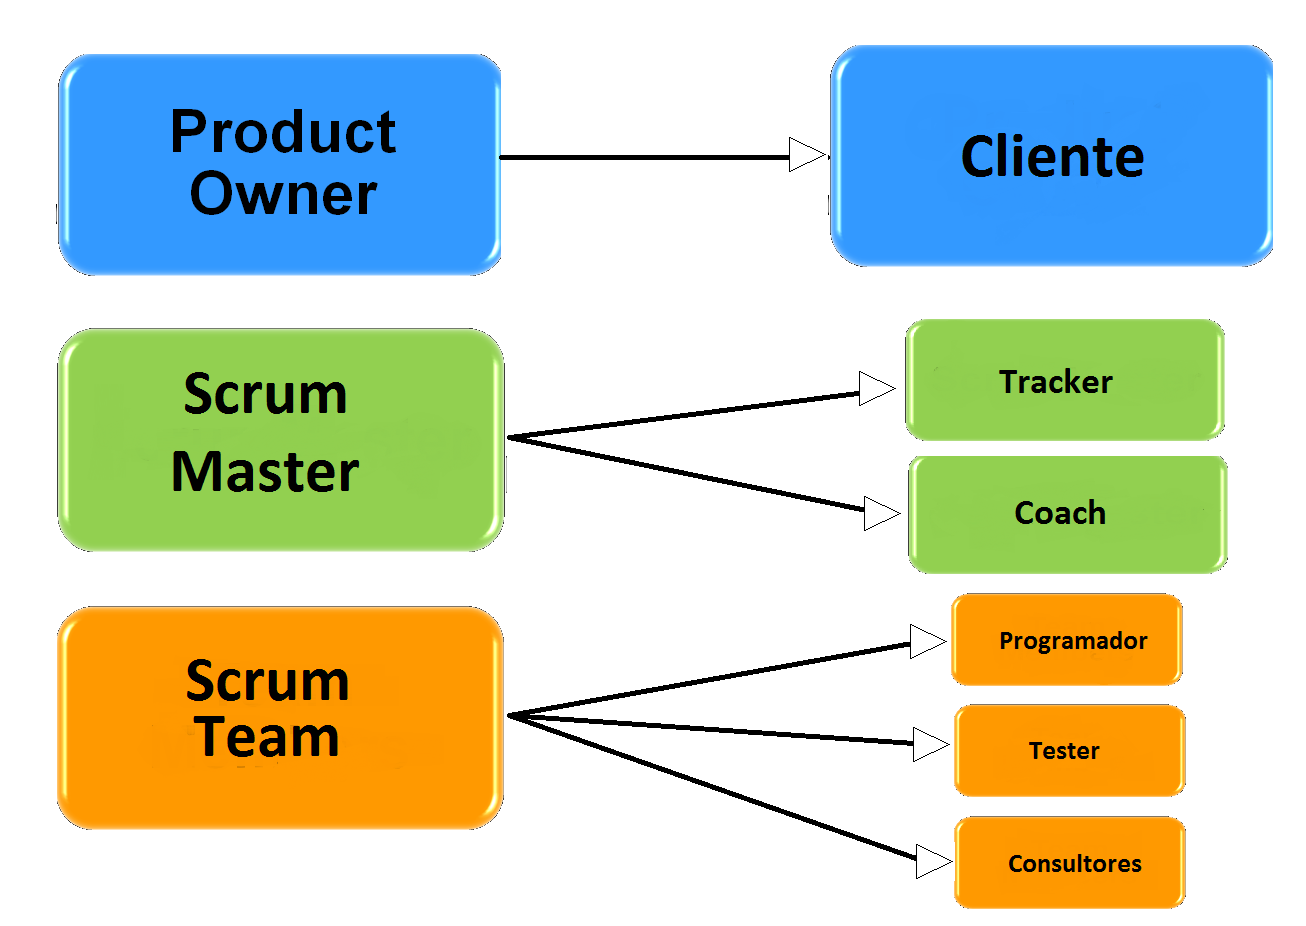 Product
Owner
Cliente
Scrum
Master
Tracker
Coach
Scrum
Team
Programador
Tester
Consultores